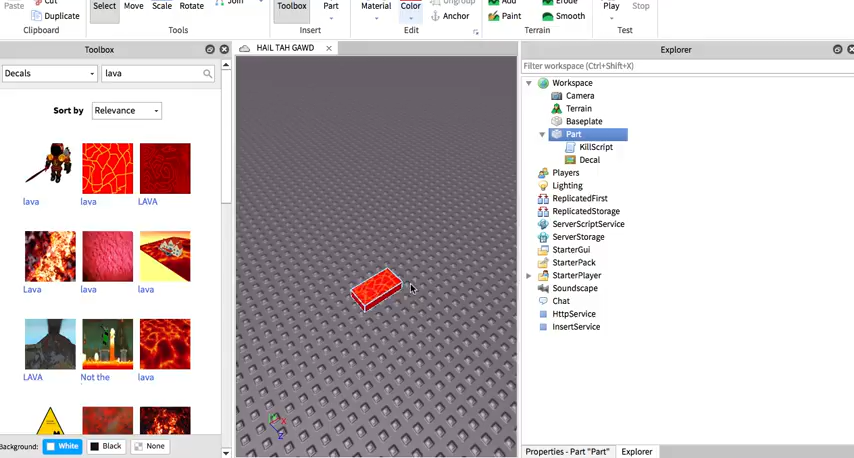 Paste
Cut
Duplicate
Clipboard
Select
Move
Scale
Rotate
Join
Tools
Toolbox
Part
Insert
Material
Color
Ungroup
Anchor
Edit
Add
Erode
Paint
Smooth
Terrain
Play
Stop
Test
Toolbox
HAIL TAH GAWD
Explorer
Decals
lava
Sort by
Relevance
lava
lava
LAVA
Lava
Lava
lava
LAVA
Not the
lava
Background:
White
Black
None
Filter workspace (Ctrl+Shift+X)
Workspace
Camera
Terrain
Baseplate
Part
KillScript
Decal
Players
Lighting
ReplicatedFirst
ReplicatedStorage
ServerScriptService
ServerStorage
StarterGui
StarterPack
StarterPlayer
Soundscape
Chat
HttpService
InsertService
Properties - Part "Part"
Explorer